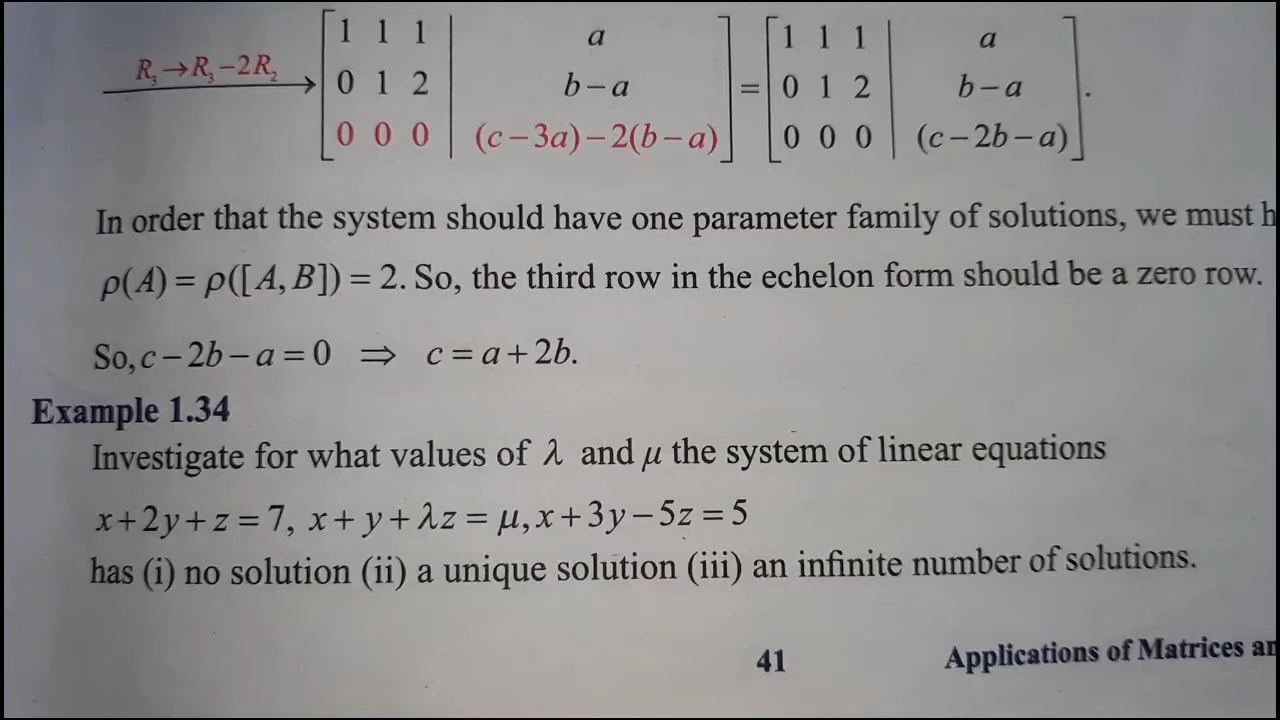 R₃→R₃−2R₂ [1 1 1 | a] = [1 1 1 | a]
[0 1 2 | b−a] [0 1 2 | b−a]
[0 0 0 | (c−3a)−2(b−a)] [0 0 0 | (c−2b−a)].
In order that the system should have one parameter family of solutions, we must
ρ(A) = ρ([A, B]) = 2. So, the third row in the echelon form should be a zero row.
So, c−2b−a=0 ⇒ c=a+2b.
Example 1.34
Investigate for what values of λ and μ the system of linear equations
x+2y+z=7, x+y+λz=μ, x+3y−5z=5
has (i) no solution (ii) a unique solution (iii) an infinite number of solutions.
41 Applications of Matrices